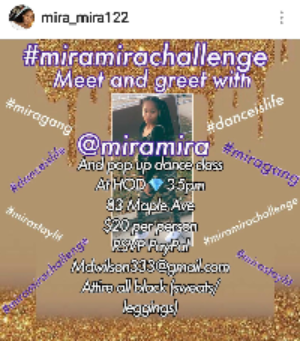 mira_mira122
#miramirachallenge
Meet and greet with
#miragang
#danceislife
@miramira
#miragang
And pop up dance class
#danceislife
At HOD 💎 3:5pm
83 Maple Ave
#mirastaylit
$20 per person
#miramirachallenge
RSVP PayPal
Mdwilson333@gmail.com
#mirastaylit
#miramirachallenge
Attire all black (sweats/
leggings)